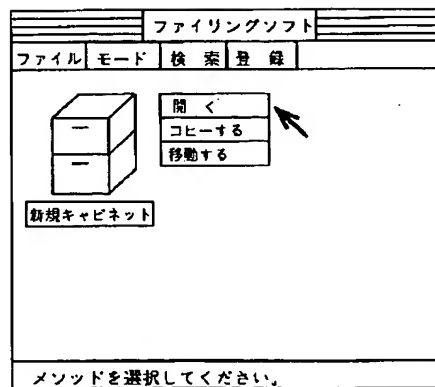 ファイリングソフト
ファイル モード 検索 登録
開く
コピーする
移動する
新規キャビネット
メソッドを選択してください。